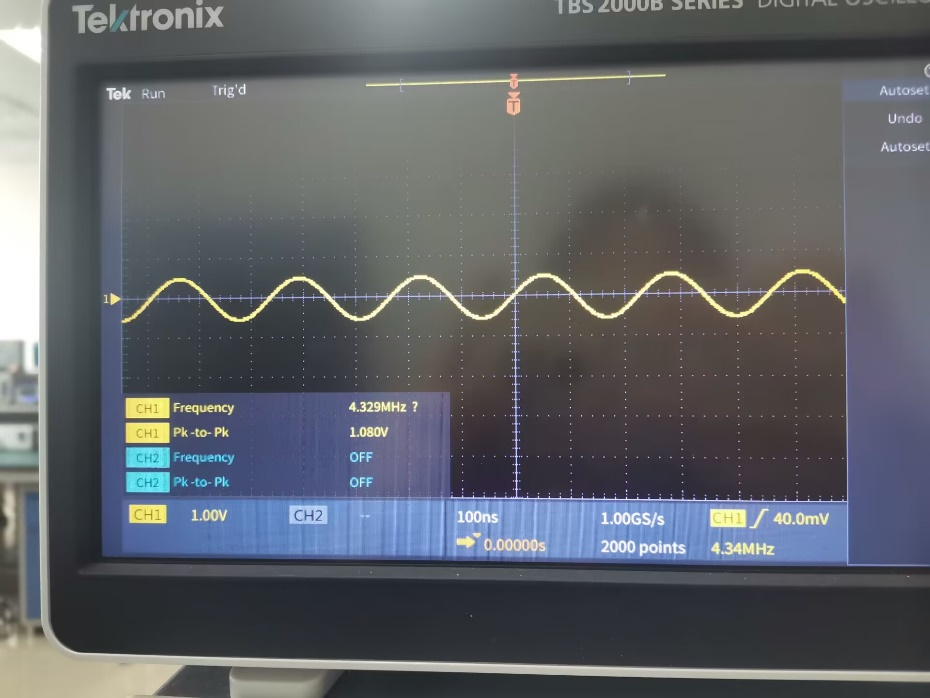 Tektronix
TBS 2000B SERIES DIGITAL
Tek Run Trig'd
T
T
Autoset
Undo
Autoset
1
CH1 Frequency 4.329MHz ?
CH1 Pk-to-Pk 1.080V
CH2 Frequency OFF
CH2 Pk-to-Pk OFF
CH1 1.00V CH2 -- 100ns 1.00GS/s CH1 40.0mV
0.00000s 2000 points 4.34MHz